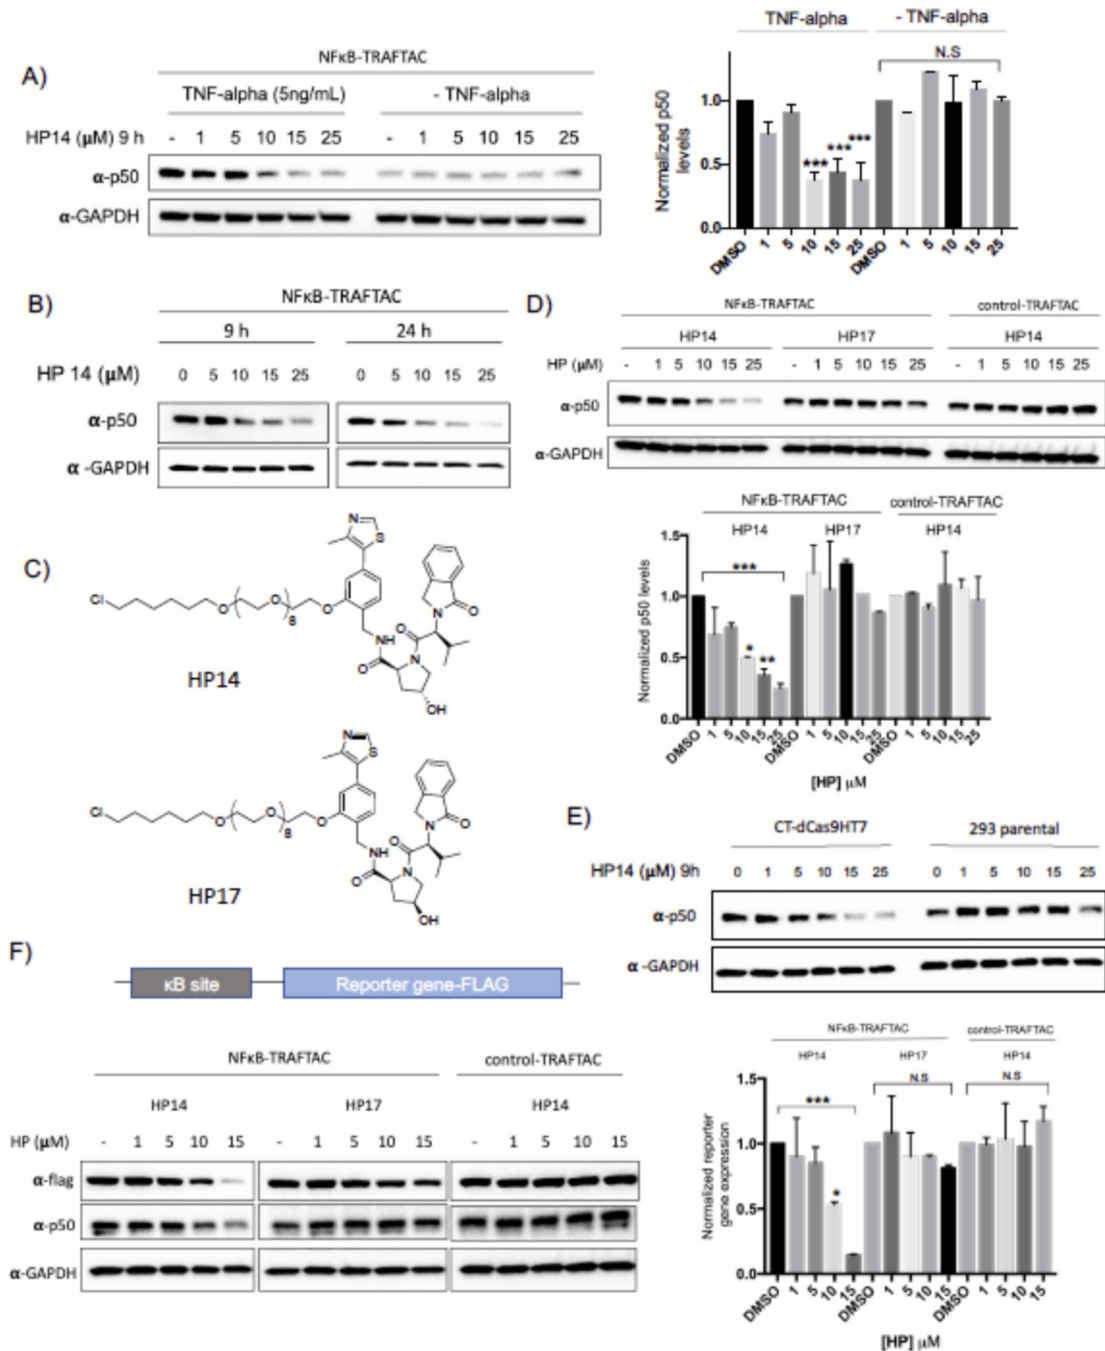 A)
NFκB-TRAFTAC
TNF-alpha (5ng/mL) - TNF-alpha
HP14 (μM) 9 h - 1 5 10 15 25 - 1 5 10 15 25
α-p50
α-GAPDH
TNF-alpha - TNF-alpha
N.S
*** *** ***
Normalized p50 levels
1.0
0.5
0.0
DMSO 1 5 10 15 25 DMSO 1 5 10 15 25
B)
NFκB-TRAFTAC
9 h 24 h
HP 14 (μM) 0 5 10 15 25 0 5 10 15 25
α-p50
α -GAPDH
C)
N
S
Cl O O 8 O NH O N O N O
OH
HP14
N
S
Cl O O 8 O NH O N O N O
OH
HP17
D)
NFκB-TRAFTAC control-TRAFTAC
HP14 HP17 HP14
HP (μM) - 1 5 10 15 25 - 1 5 10 15 25 - 1 5 10 15 25
α-p50
α-GAPDH
NFκB-TRAFTAC control-TRAFTAC
HP14 HP17 HP14
***
* **
Normalized p50 levels
1.5
1.0
0.5
0.0
DMSO 1 5 10 15 25 DMSO 1 5 10 15 25 DMSO 1 5 10 15 25
[HP] μM
E)
CT-dCas9HT7 293 parental
HP14 (μM) 9h 0 1 5 10 15 25 0 1 5 10 15 25
α-p50
α -GAPDH
F)
κB site Reporter gene-FLAG
NFκB-TRAFTAC control-TRAFTAC
HP14 HP17 HP14
HP (μM) - 1 5 10 15 - 1 5 10 15 - 1 5 10 15
α-flag
α-p50
α-GAPDH
NFκB-TRAFTAC control-TRAFTAC
HP14 HP17 HP14
N.S N.S
***
*
Normalized reporter gene expression
1.5
1.0
0.5
0.0
DMSO 1 5 10 15 DMSO 1 5 10 15 DMSO 1 5 10 15
[HP] μM